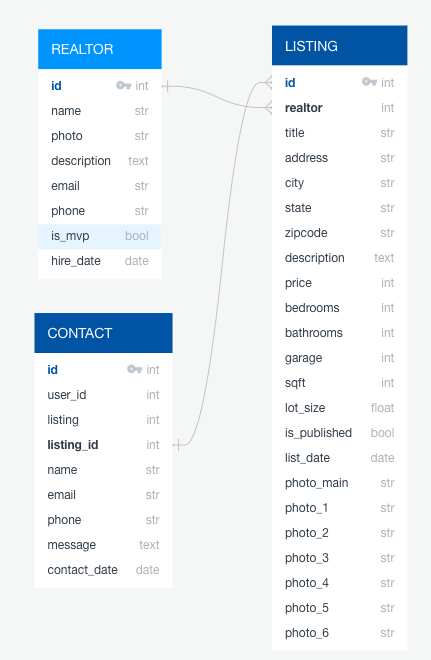 REALTOR
id int
name str
photo str
description text
email str
phone str
is_mvp bool
hire_date date
CONTACT
id int
user_id int
listing int
listing_id int
name str
email str
phone str
message text
contact_date date
LISTING
id int
realtor int
title str
address str
city str
state str
zipcode str
description text
price int
bedrooms int
bathrooms int
garage int
sqft int
lot_size float
is_published bool
list_date date
photo_main str
photo_1 str
photo_2 str
photo_3 str
photo_4 str
photo_5 str
photo_6 str